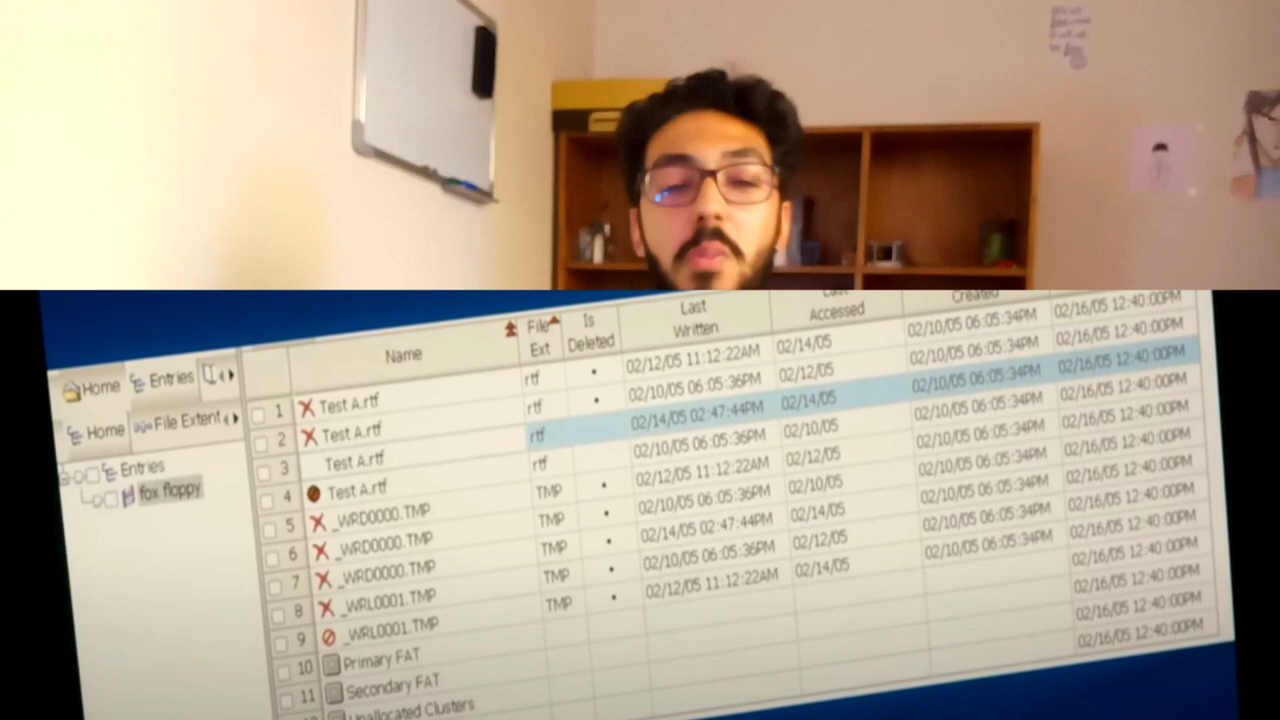 Name
File Ext
Is Deleted
Last Written
Last Accessed
Created
Home Entries
Home File Extent
Entries
fox floppy
1 Test A.rtf rtf • 02/12/05 11:12:22AM 02/14/05 02/10/05 06:05:34PM 02/16/05 12:40:00PM
2 Test A.rtf rtf • 02/10/05 06:05:36PM 02/12/05 02/10/05 06:05:34PM 02/16/05 12:40:00PM
3 Test A.rtf rtf 02/14/05 02:47:44PM 02/14/05 02/10/05 06:05:34PM 02/16/05 12:40:00PM
4 Test A.rtf rtf 02/10/05 06:05:36PM 02/10/05 02/10/05 06:05:34PM 02/16/05 12:40:00PM
5 _WRD0000.TMP TMP • 02/12/05 11:12:22AM 02/12/05 02/10/05 06:05:34PM 02/16/05 12:40:00PM
6 _WRD0000.TMP TMP • 02/10/05 06:05:36PM 02/10/05 02/10/05 06:05:34PM 02/16/05 12:40:00PM
7 _WRD0000.TMP TMP • 02/14/05 02:47:44PM 02/14/05 02/10/05 06:05:34PM 02/16/05 12:40:00PM
8 _WRL0001.TMP TMP • 02/10/05 06:05:36PM 02/12/05 02/10/05 06:05:34PM 02/16/05 12:40:00PM
9 _WRL0001.TMP TMP • 02/12/05 11:12:22AM 02/14/05 02/10/05 06:05:34PM 02/16/05 12:40:00PM
10 Primary FAT 02/16/05 12:40:00PM
11 Secondary FAT 02/16/05 12:40:00PM
Unallocated Clusters 02/16/05 12:40:00PM
02/16/05 12:40:00PM